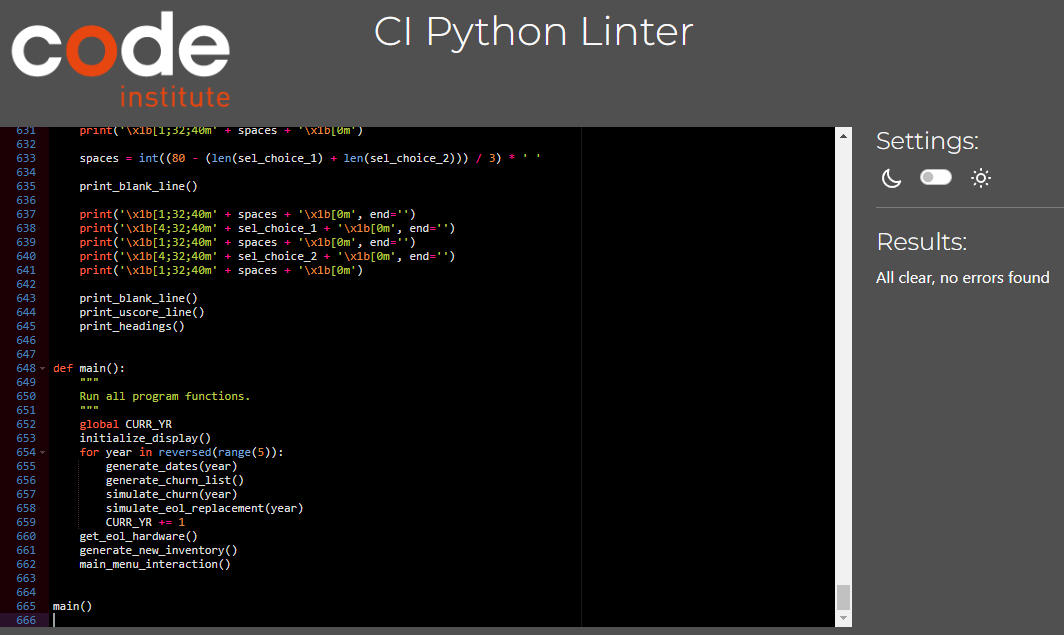 code
institute
CI Python Linter
631 print('\x1b[1;32;40m' + spaces + '\x1b[0m')
632
633 spaces = int((80 - (len(sel_choice_1) + len(sel_choice_2))) / 3) * ' '
634
635 print_blank_line()
636
637 print('\x1b[1;32;40m' + spaces + '\x1b[0m', end='')
638 print('\x1b[4;32;40m' + sel_choice_1 + '\x1b[0m', end='')
639 print('\x1b[1;32;40m' + spaces + '\x1b[0m', end='')
640 print('\x1b[4;32;40m' + sel_choice_2 + '\x1b[0m', end='')
641 print('\x1b[1;32;40m' + spaces + '\x1b[0m')
642
643 print_blank_line()
644 print_uscore_line()
645 print_headings()
646
647
648 def main():
649 """
650 Run all program functions.
651 """
652 global CURR_YR
653 initialize_display()
654 for year in reversed(range(5)):
655 generate_dates(year)
656 generate_churn_list()
657 simulate_churn(year)
658 simulate_eol_replacement(year)
659 CURR_YR += 1
660 get_eol_hardware()
661 generate_new_inventory()
662 main_menu_interaction()
663
664
665 main()
666
Settings:
Results:
All clear, no errors found